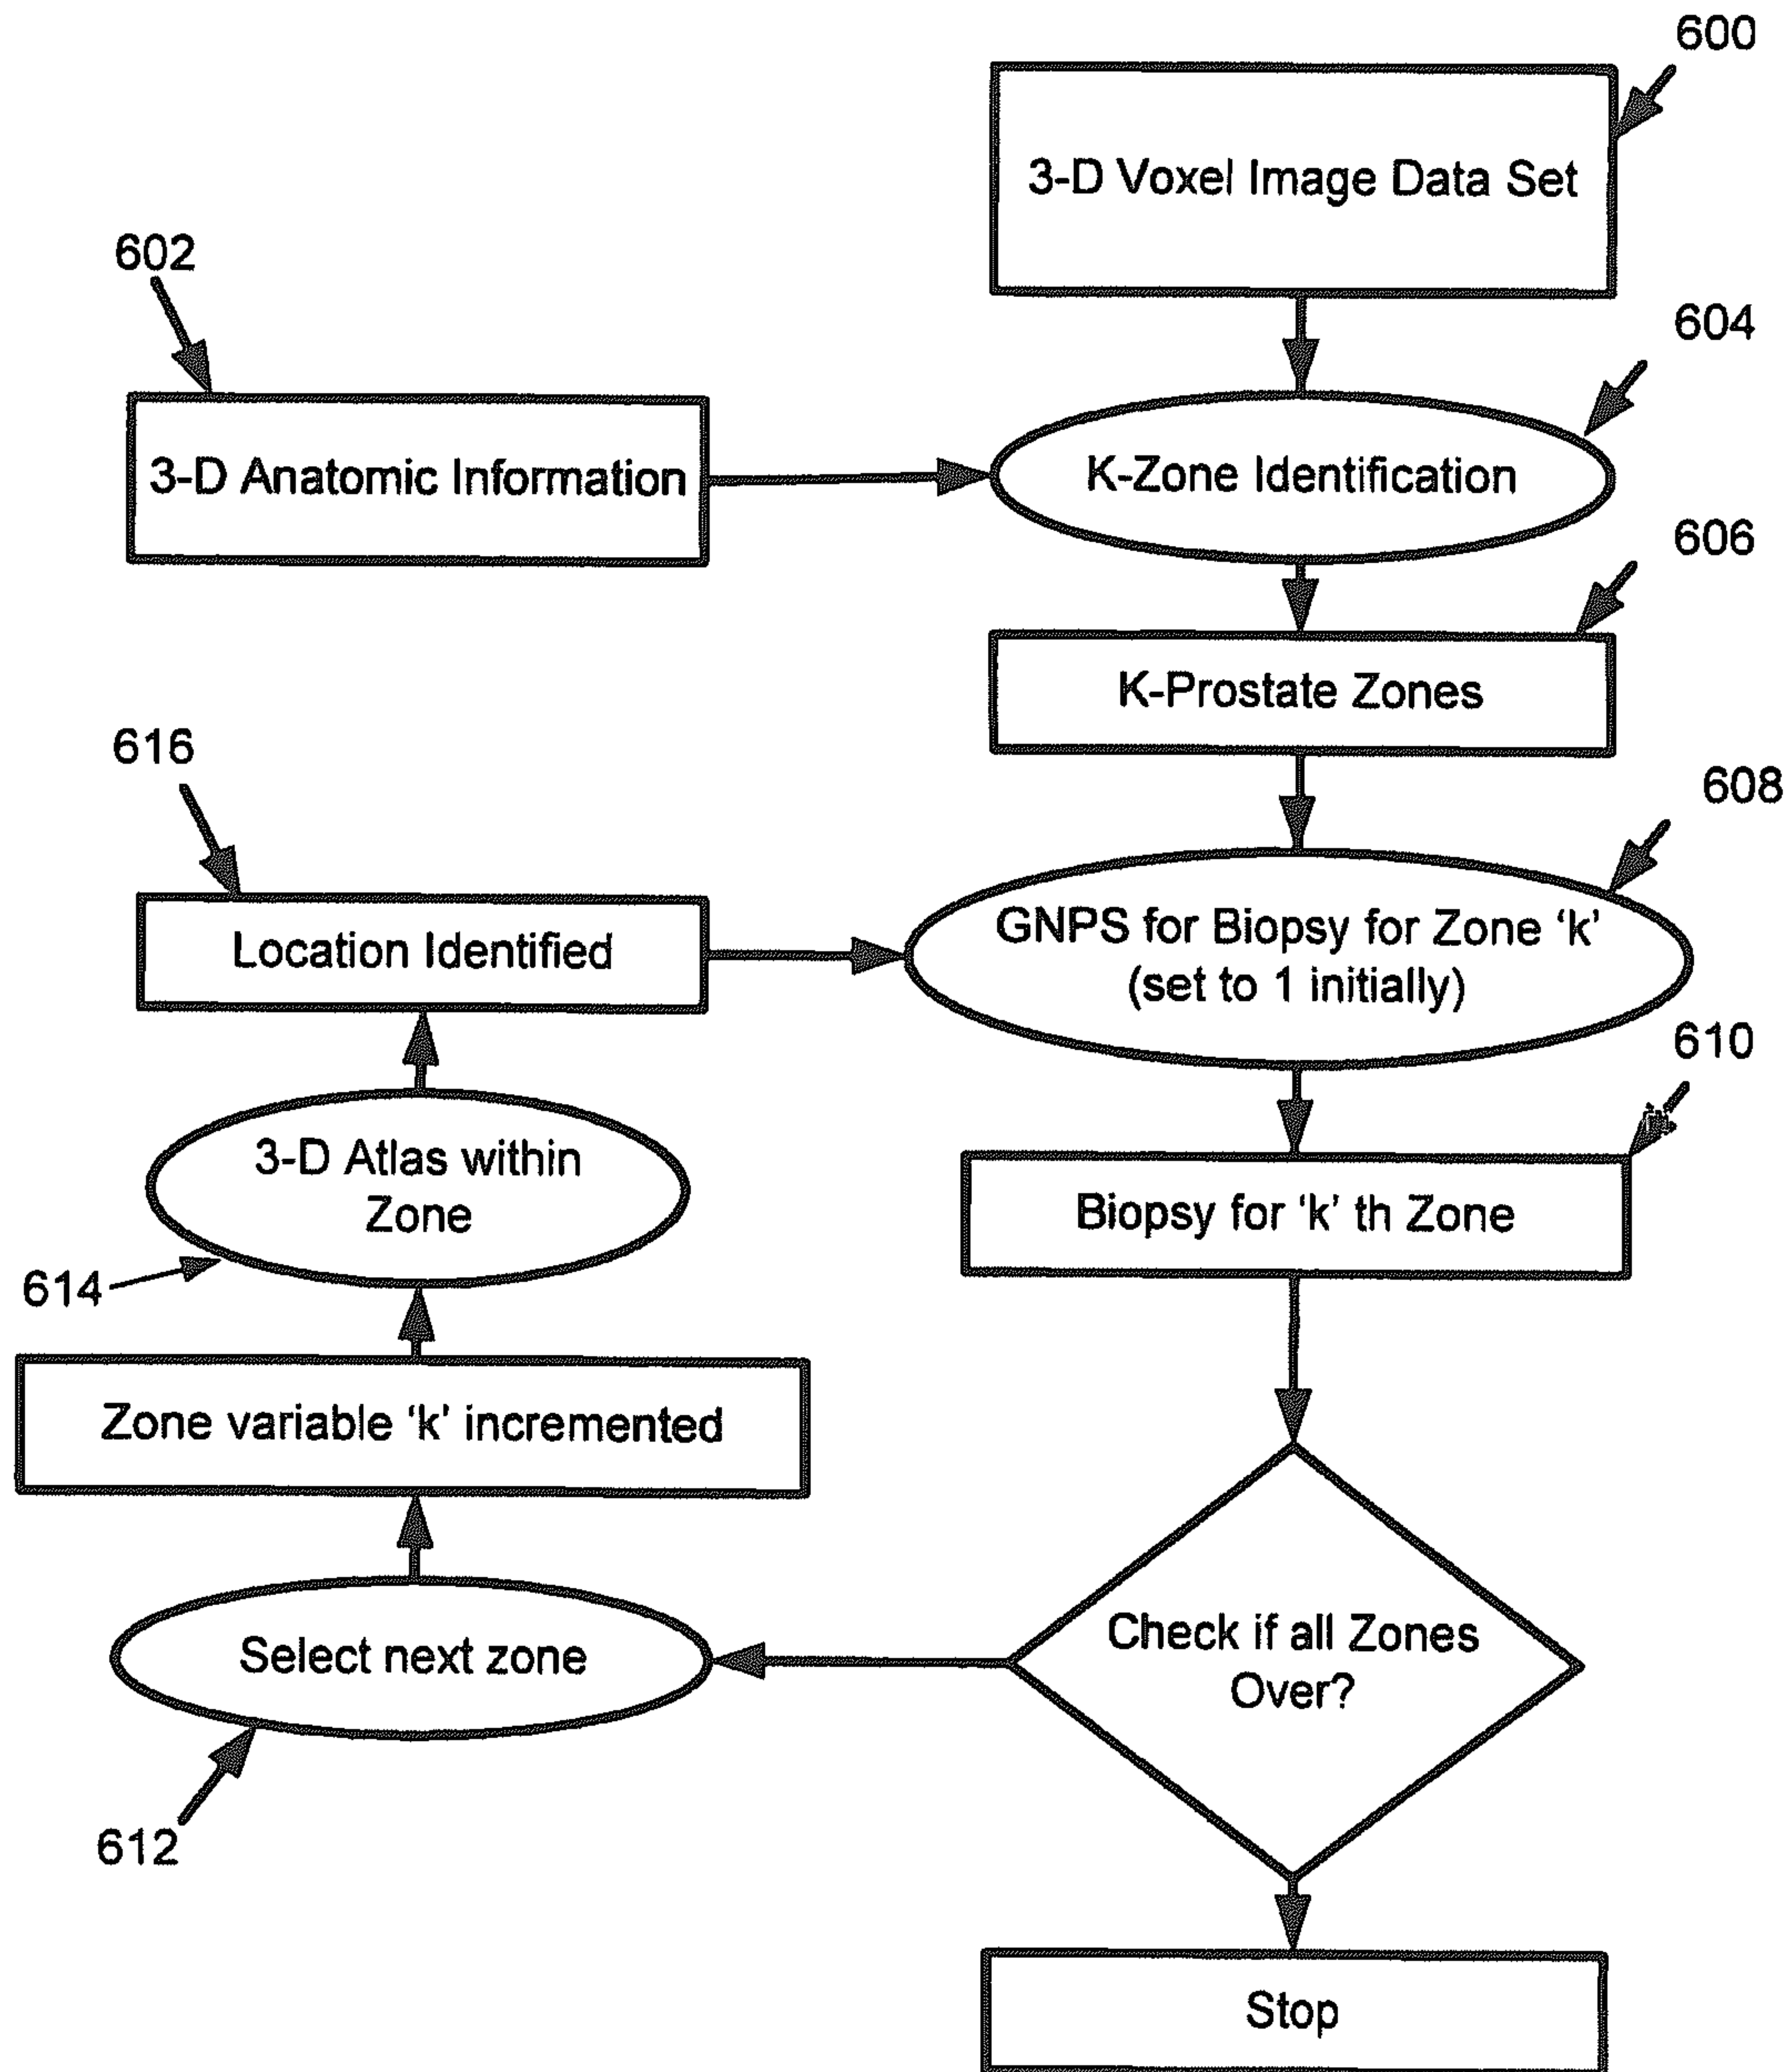 600
3-D Voxel Image Data Set
602
604
3-D Anatomic Information
K-Zone Identification
606
K-Prostate Zones
616
608
Location Identified
GNPS for Biopsy for Zone ‘k’
(set to 1 initially)
610
3-D Atlas within
Zone
Biopsy for ‘k’ th Zone
614
Zone variable ‘k’ incremented
Select next zone
Check if all Zones
Over?
612
Stop